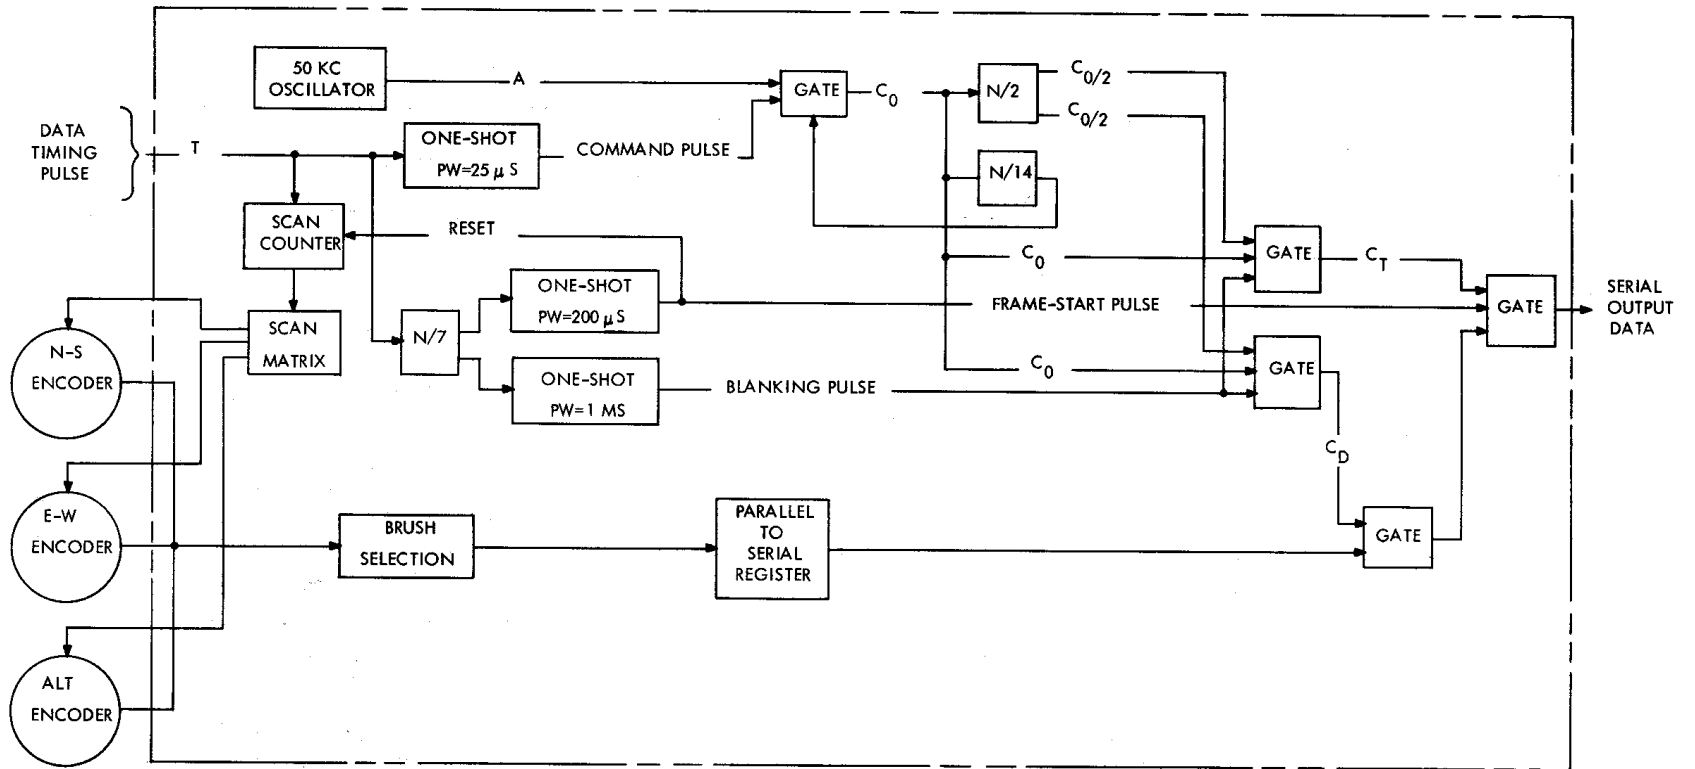 50 KC
OSCILLATOR
A
GATE
C0
N/2
C0/2
C0/2
DATA
TIMING
PULSE
T
ONE-SHOT
PW=25 μ S
COMMAND PULSE
N/14
SCAN
COUNTER
RESET
C0
GATE
CT
ONE-SHOT
PW=200 μ S
FRAME-START PULSE
GATE
SERIAL
OUTPUT
DATA
SCAN
MATRIX
N/7
N-S
ENCODER
ONE-SHOT
PW=1 MS
BLANKING PULSE
C0
GATE
CD
E-W
ENCODER
BRUSH
SELECTION
PARALLEL
TO
SERIAL
REGISTER
GATE
ALT
ENCODER